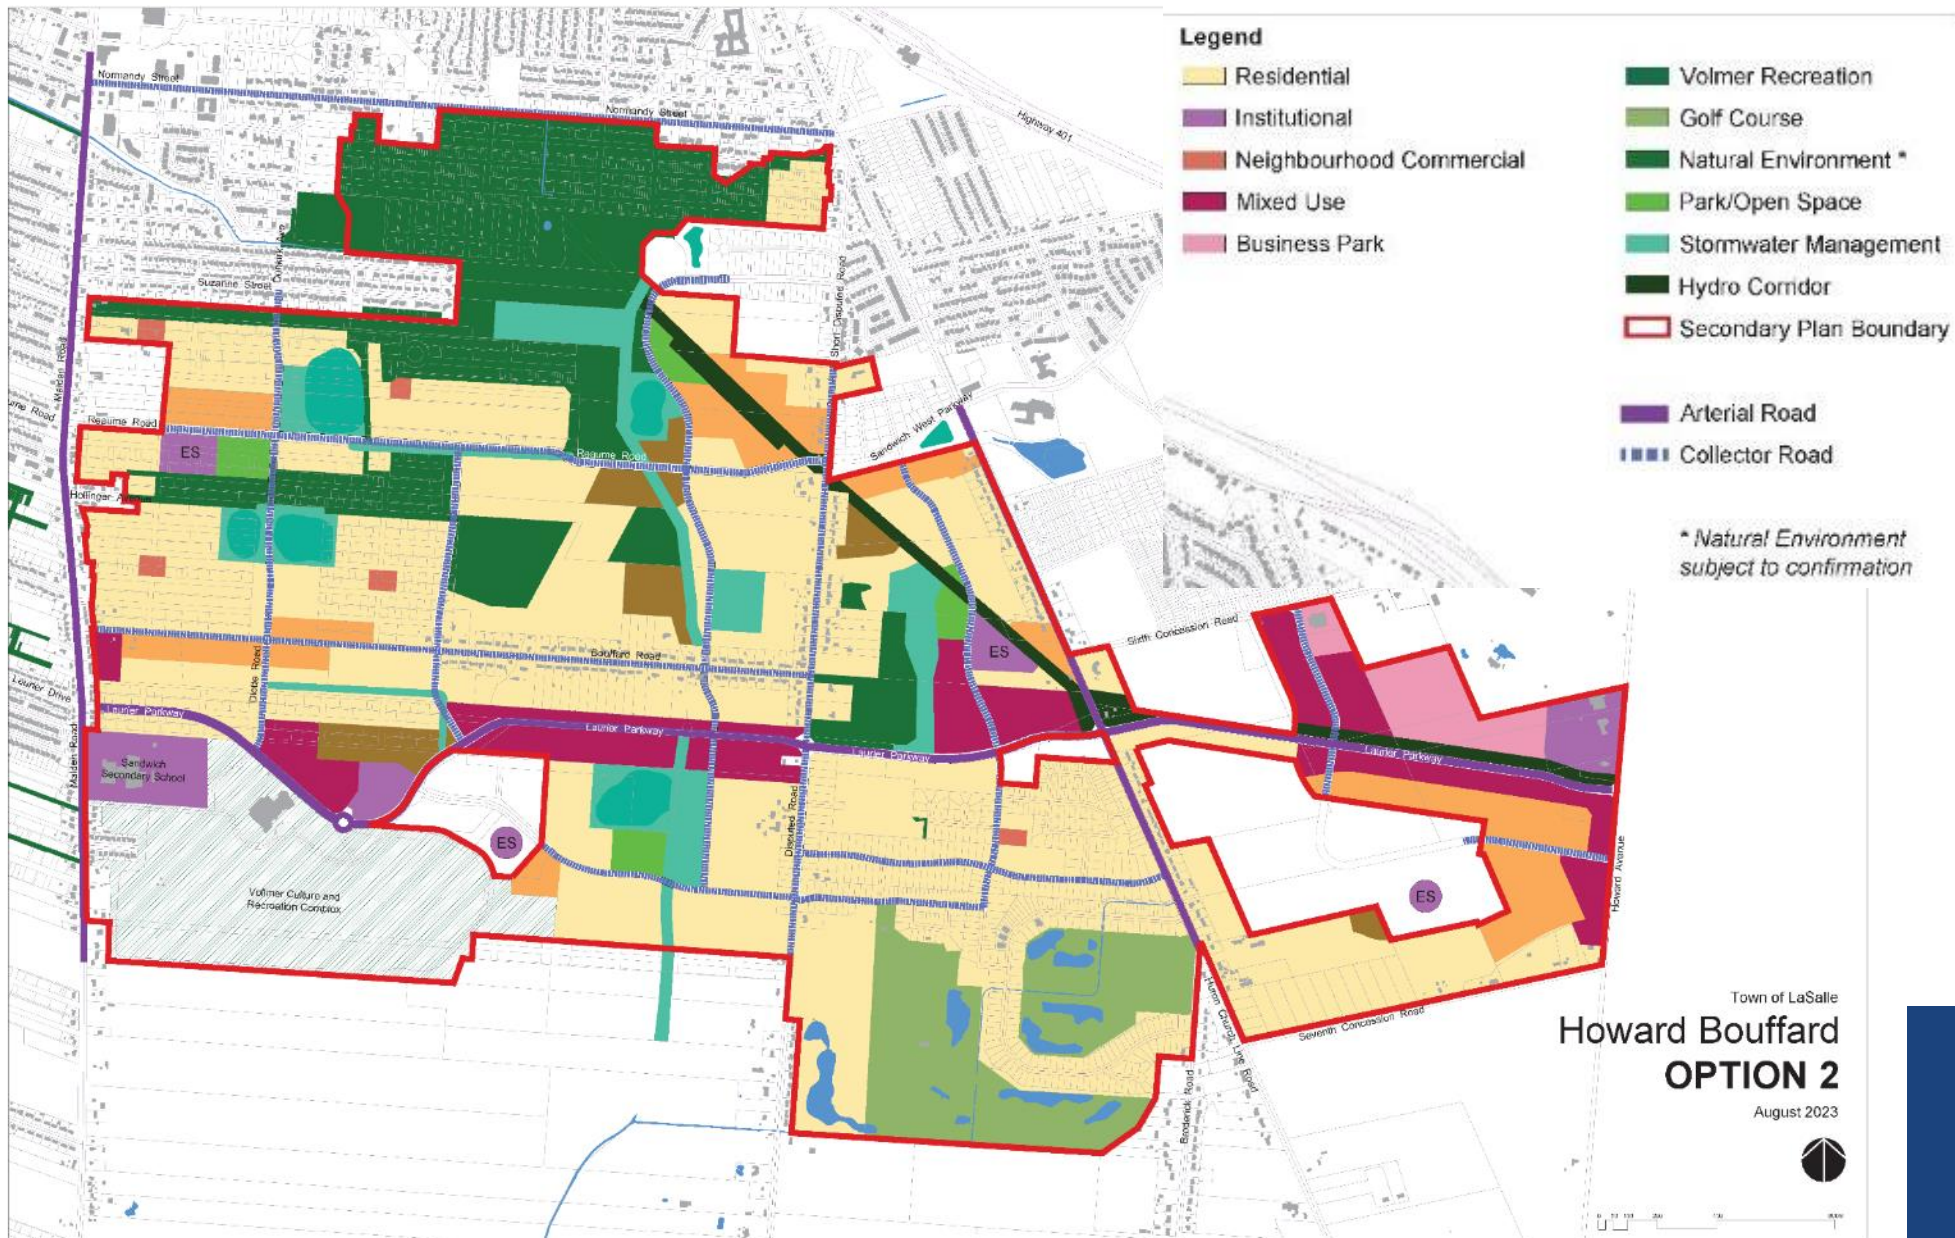 Legend
Residential
Institutional
Neighbourhood Commercial
Mixed Use
Business Park
Volmer Recreation
Golf Course
Natural Environment *
Park/Open Space
Stormwater Management
Hydro Corridor
Secondary Plan Boundary
Arterial Road
Collector Road
* Natural Environment
subject to confirmation
Normandy Street
Normandy Street
Highway 401
Suzanne Street
Malden Road
Reaume Road
Reaume Road
Sandwich West Parkway
ES
Hollinger
Sixth Concession Road
Bouffard Road
ES
Laurier Drive
Laurier Parkway
Laurier Parkway
Laurier Parkway
Laurier Parkway
Malden Road
Sandwich
Secondary School
Disputed Road
ES
Vollmer Culture and
Recreation Complex
ES
Howard Avenue
Huron Church Line Road
Seventh Concession Road
Broderick Road
Town of LaSalle
Howard Bouffard
OPTION 2
August 2023